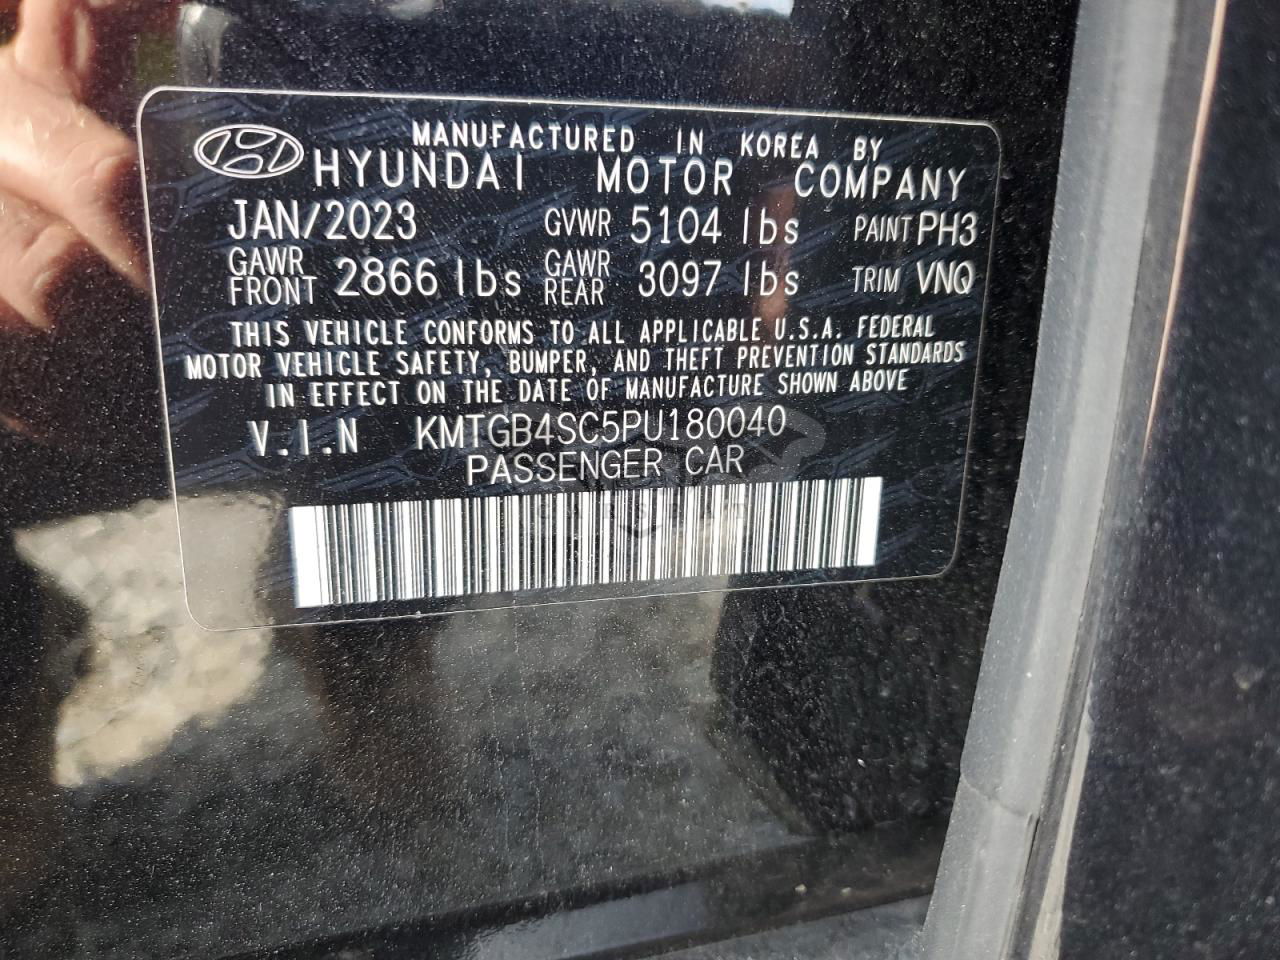 MANUFACTURED IN KOREA BY
HYUNDAI MOTOR COMPANY
JAN/2023 GVWR 5104 lbs PAINT PH3
GAWR FRONT 2866 lbs GAWR REAR 3097 lbs TRIM VNQ
THIS VEHICLE CONFORMS TO ALL APPLICABLE U.S.A. FEDERAL
MOTOR VEHICLE SAFETY, BUMPER, AND THEFT PREVENTION STANDARDS
IN EFFECT ON THE DATE OF MANUFACTURE SHOWN ABOVE
V.I.N KMTGB4SC5PU180040
PASSENGER CAR